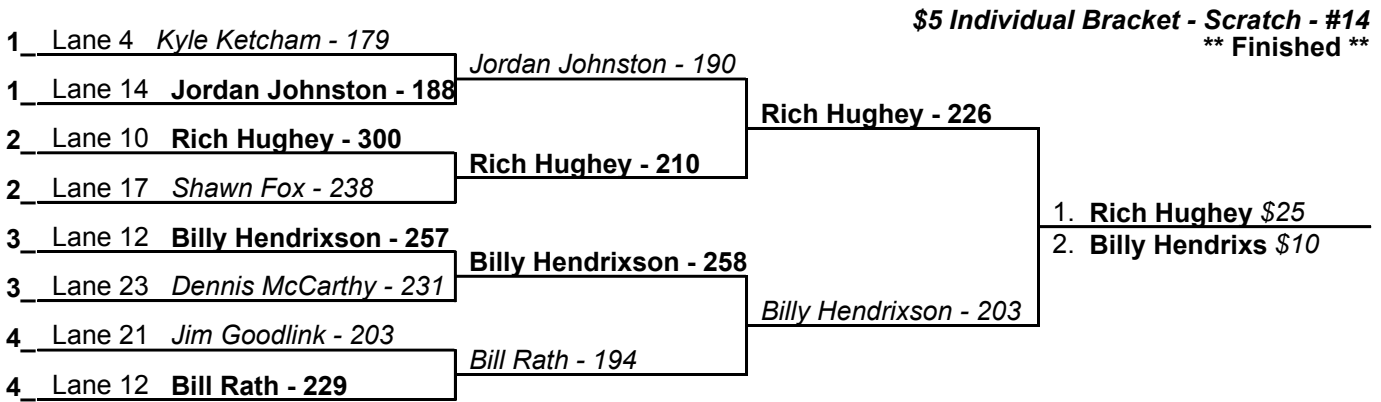 $5 Individual Bracket - Scratch - #14
** Finished **
1_ Lane 4 Kyle Ketcham - 179
1_ Lane 14 Jordan Johnston - 188
2_ Lane 10 Rich Hughey - 300
2_ Lane 17 Shawn Fox - 238
3_ Lane 12 Billy Hendrixson - 257
3_ Lane 23 Dennis McCarthy - 231
4_ Lane 21 Jim Goodlink - 203
4_ Lane 12 Bill Rath - 229
Jordan Johnston - 190
Rich Hughey - 210
Billy Hendrixson - 258
Bill Rath - 194
Rich Hughey - 226
Billy Hendrixson - 203
1. Rich Hughey $25
2. Billy Hendrixs $10